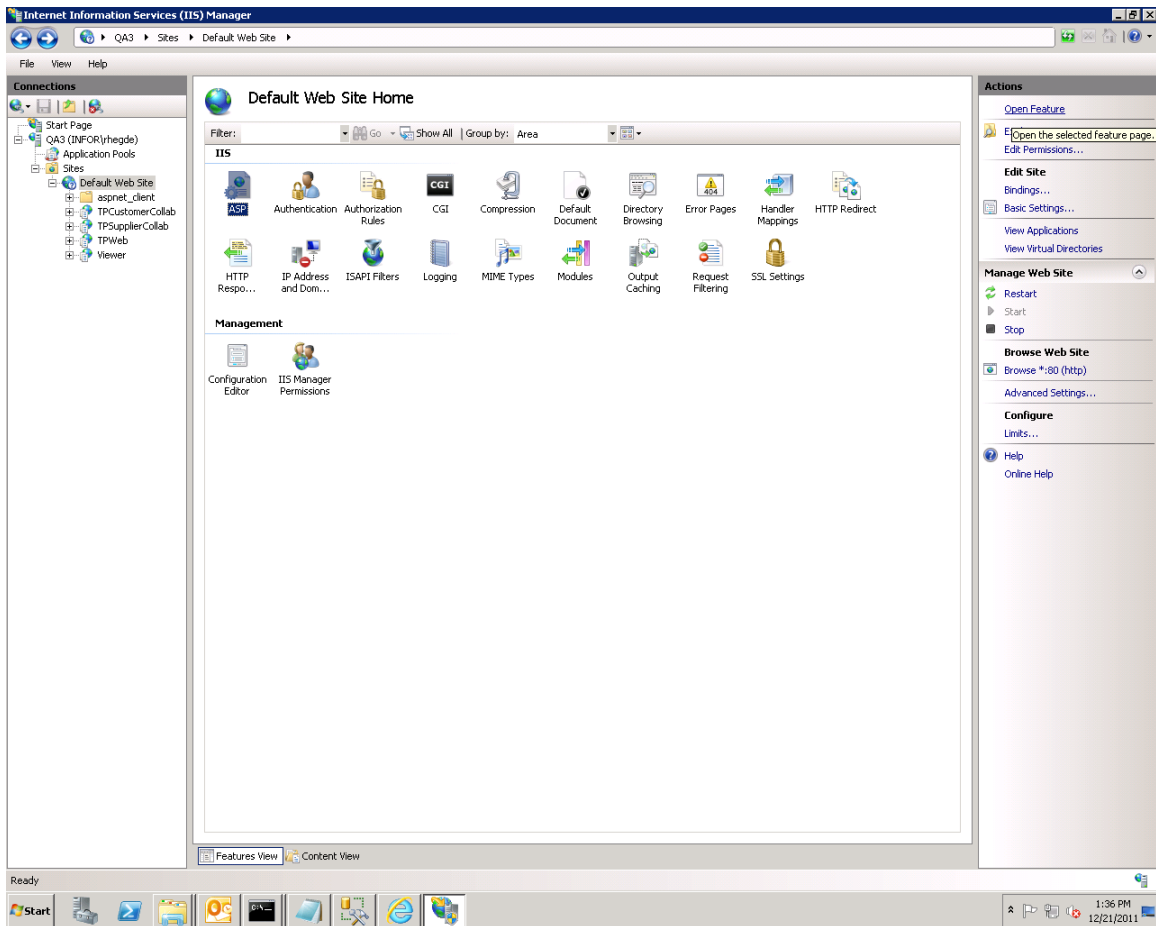 Internet Information Services (IIS) Manager
QA3 Sites Default Web Site
File View Help
Connections
Start Page
QA3 (INFOR\rhegde)
Application Pools
Sites
Default Web Site
aspnet_client
TPCustomerCollab
TPSupplierCollab
TPWeb
Viewer
Default Web Site Home
Filter: Go Show All Group by: Area
IIS
ASP
Authentication
Authorization
Rules
CGI
Compression
Default
Document
Directory
Browsing
Error Pages
Handler
Mappings
HTTP Redirect
HTTP
Respo...
IP Address
and Dom...
ISAPI Filters
Logging
MIME Types
Modules
Output
Caching
Request
Filtering
SSL Settings
Management
Configuration
Editor
IIS Manager
Permissions
Features View Content View
Actions
Open Feature
Open the selected feature page.
Edit Permissions...
Edit Site
Bindings...
Basic Settings...
View Applications
View Virtual Directories
Manage Web Site
Restart
Start
Stop
Browse Web Site
Browse *:80 (http)
Advanced Settings...
Configure
Limits...
Help
Online Help
Ready
Start
1:36 PM
12/21/2011